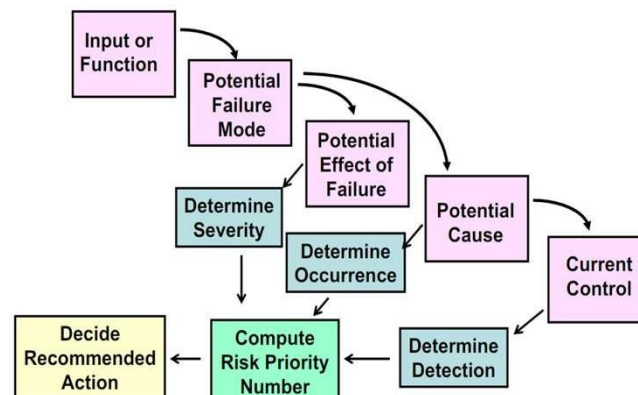 Input or
Function
Potential
Failure
Mode
Potential
Effect of
Failure
Determine
Severity
Potential
Cause
Determine
Occurrence
Current
Control
Decide
Recommended
Action
Compute
Risk Priority
Number
Determine
Detection